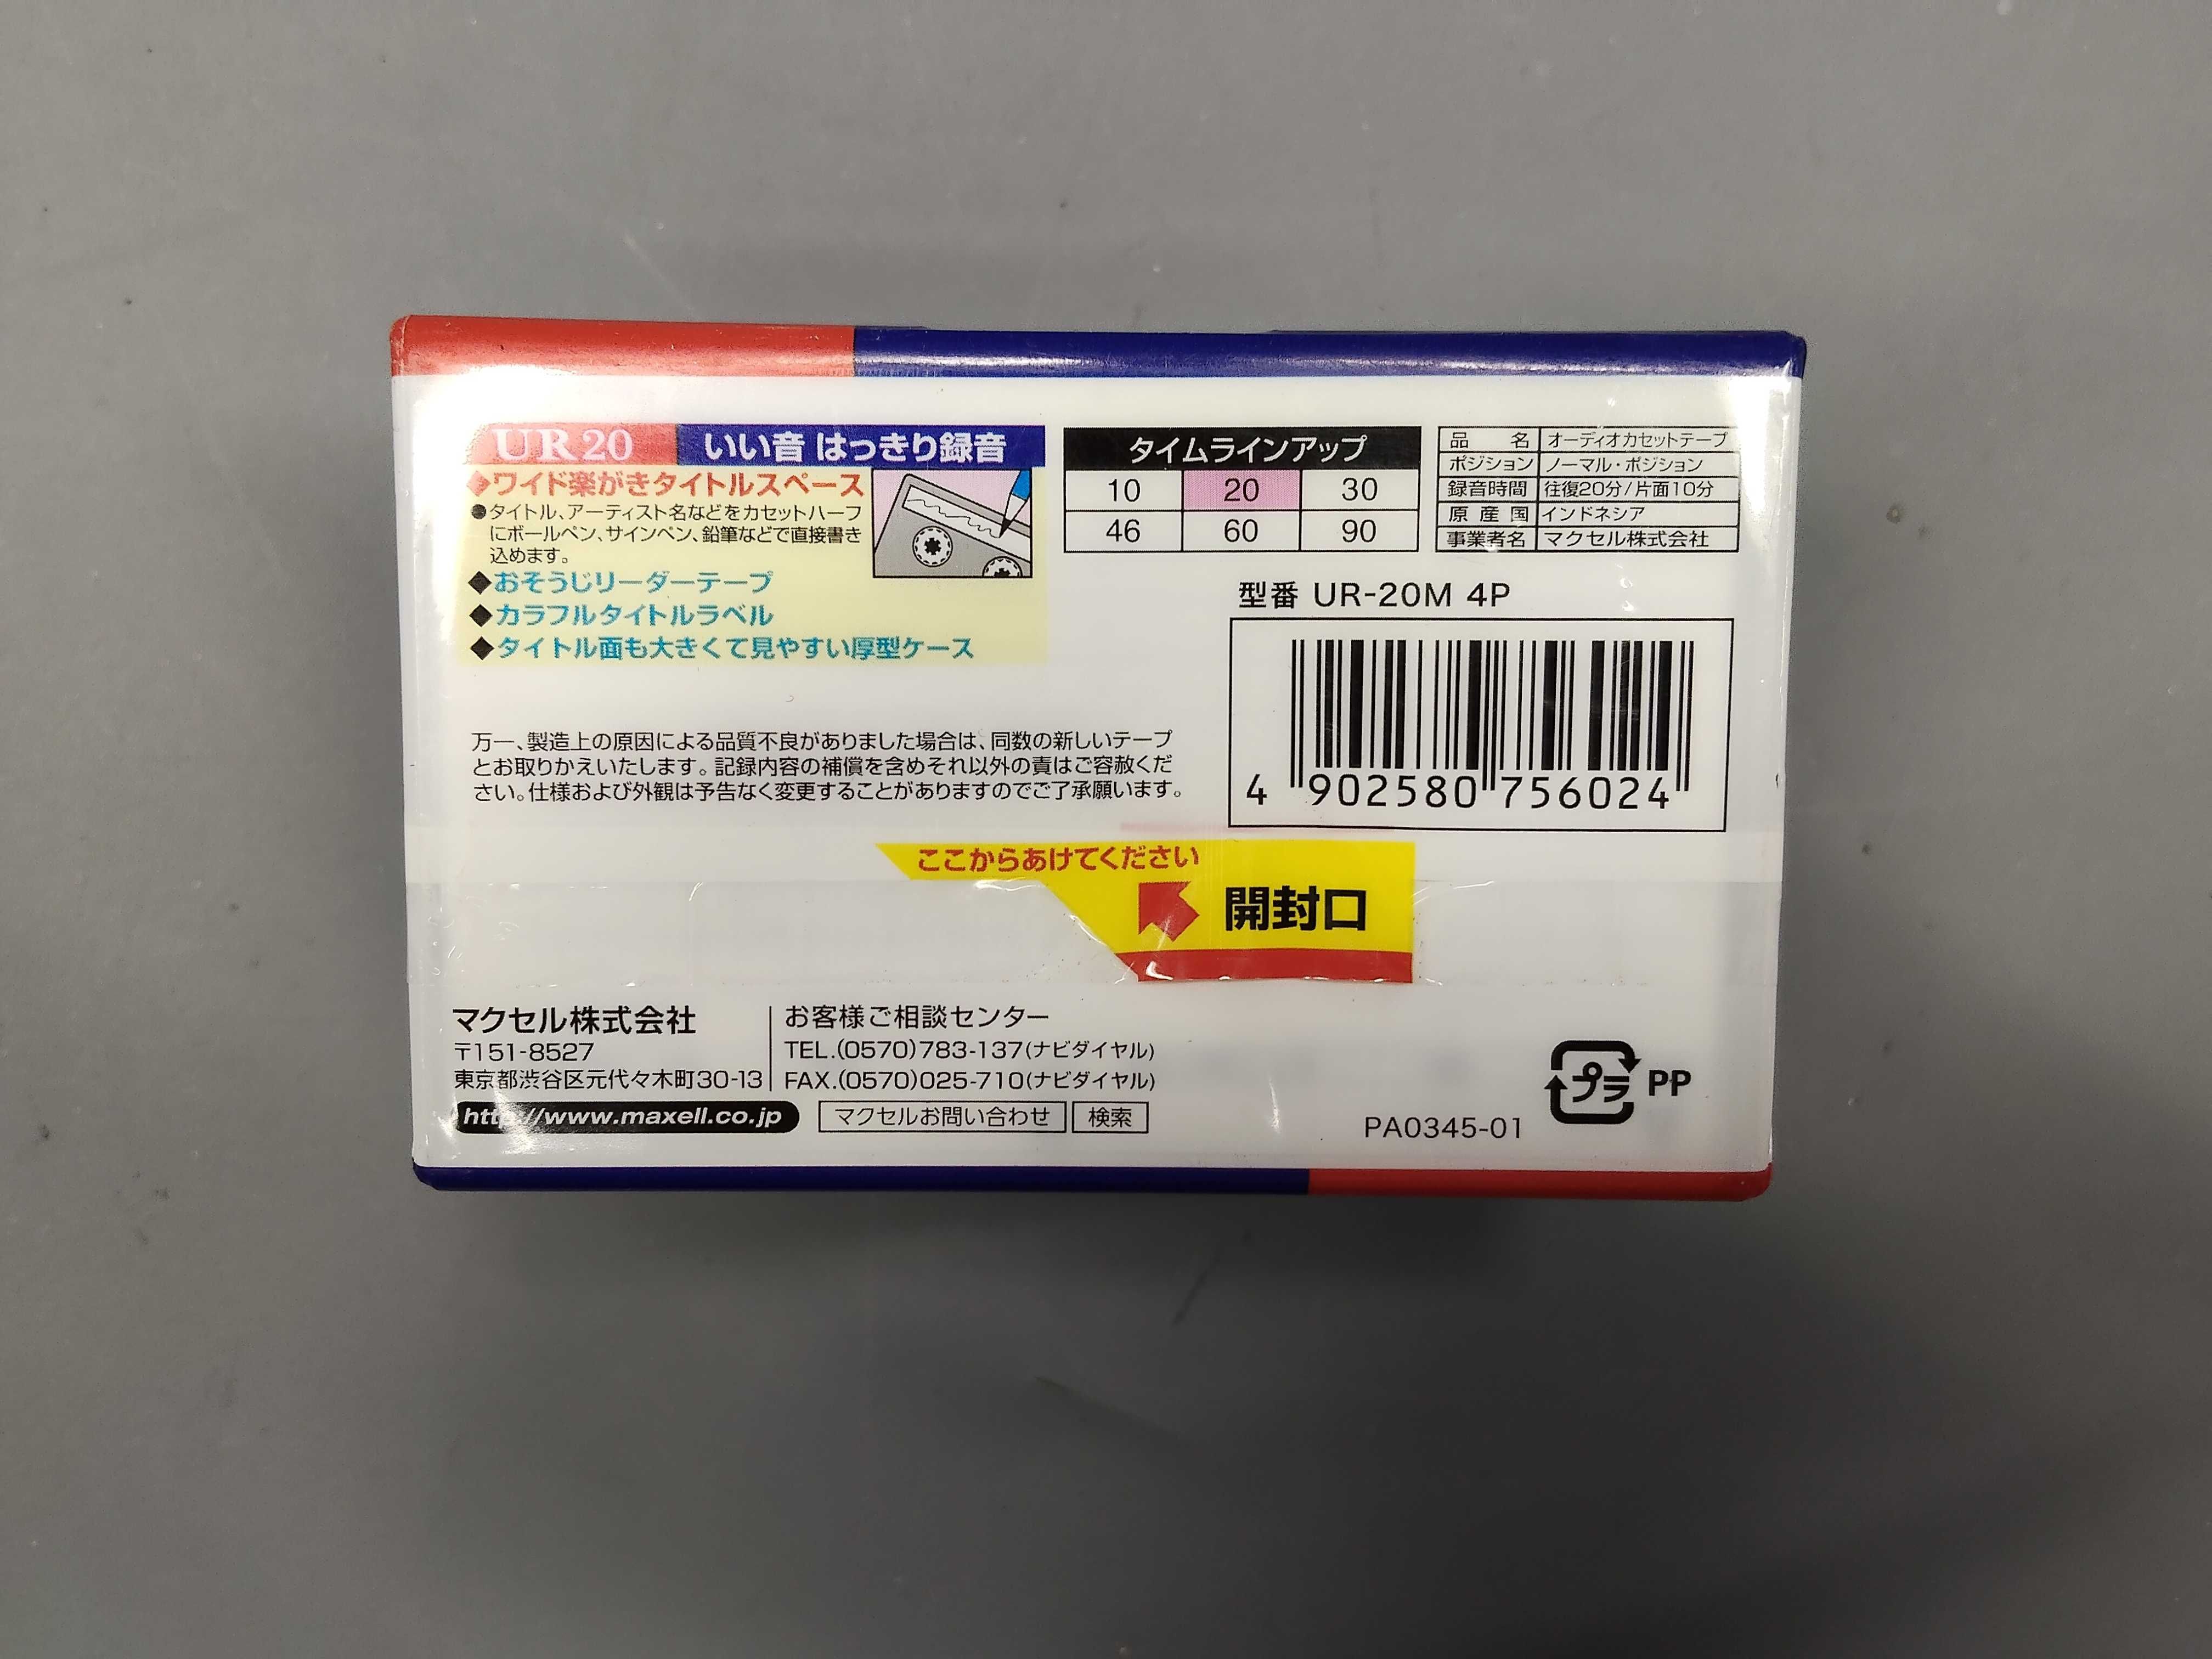 UR20 いい音 はっきり録音
◆ワイド楽がきタイトルスペース
●タイトル、アーティスト名などをカセットハーフ
にボールペン、サインペン、鉛筆などで直接書き
込めます。
◆おそうじリーダーテープ
◆カラフルタイトルラベル
◆タイトル面も大きくて見やすい厚型ケース
タイムラインアップ
10 20 30
46 60 90
品名 オーディオカセットテープ
ポジション ノーマル・ポジション
録音時間 往復20分/片面10分
原産国 インドネシア
事業者名 マクセル株式会社
型番 UR-20M 4P
4 902580 756024
万一、製造上の原因による品質不良がありました場合は、同数の新しいテープ
とお取りかえいたします。記録内容の補償を含めそれ以外の責はご容赦くだ
さい。仕様および外観は予告なく変更することがありますのでご了承願います。
ここからあけてください
開封口
マクセル株式会社
〒151-8527
東京都渋谷区元代々木町30-13
http://www.maxell.co.jp
お客様ご相談センター
TEL.(0570)783-137(ナビダイヤル)
FAX.(0570)025-710(ナビダイヤル)
マクセルお問い合わせ 検索
PA0345-01
プラ PP